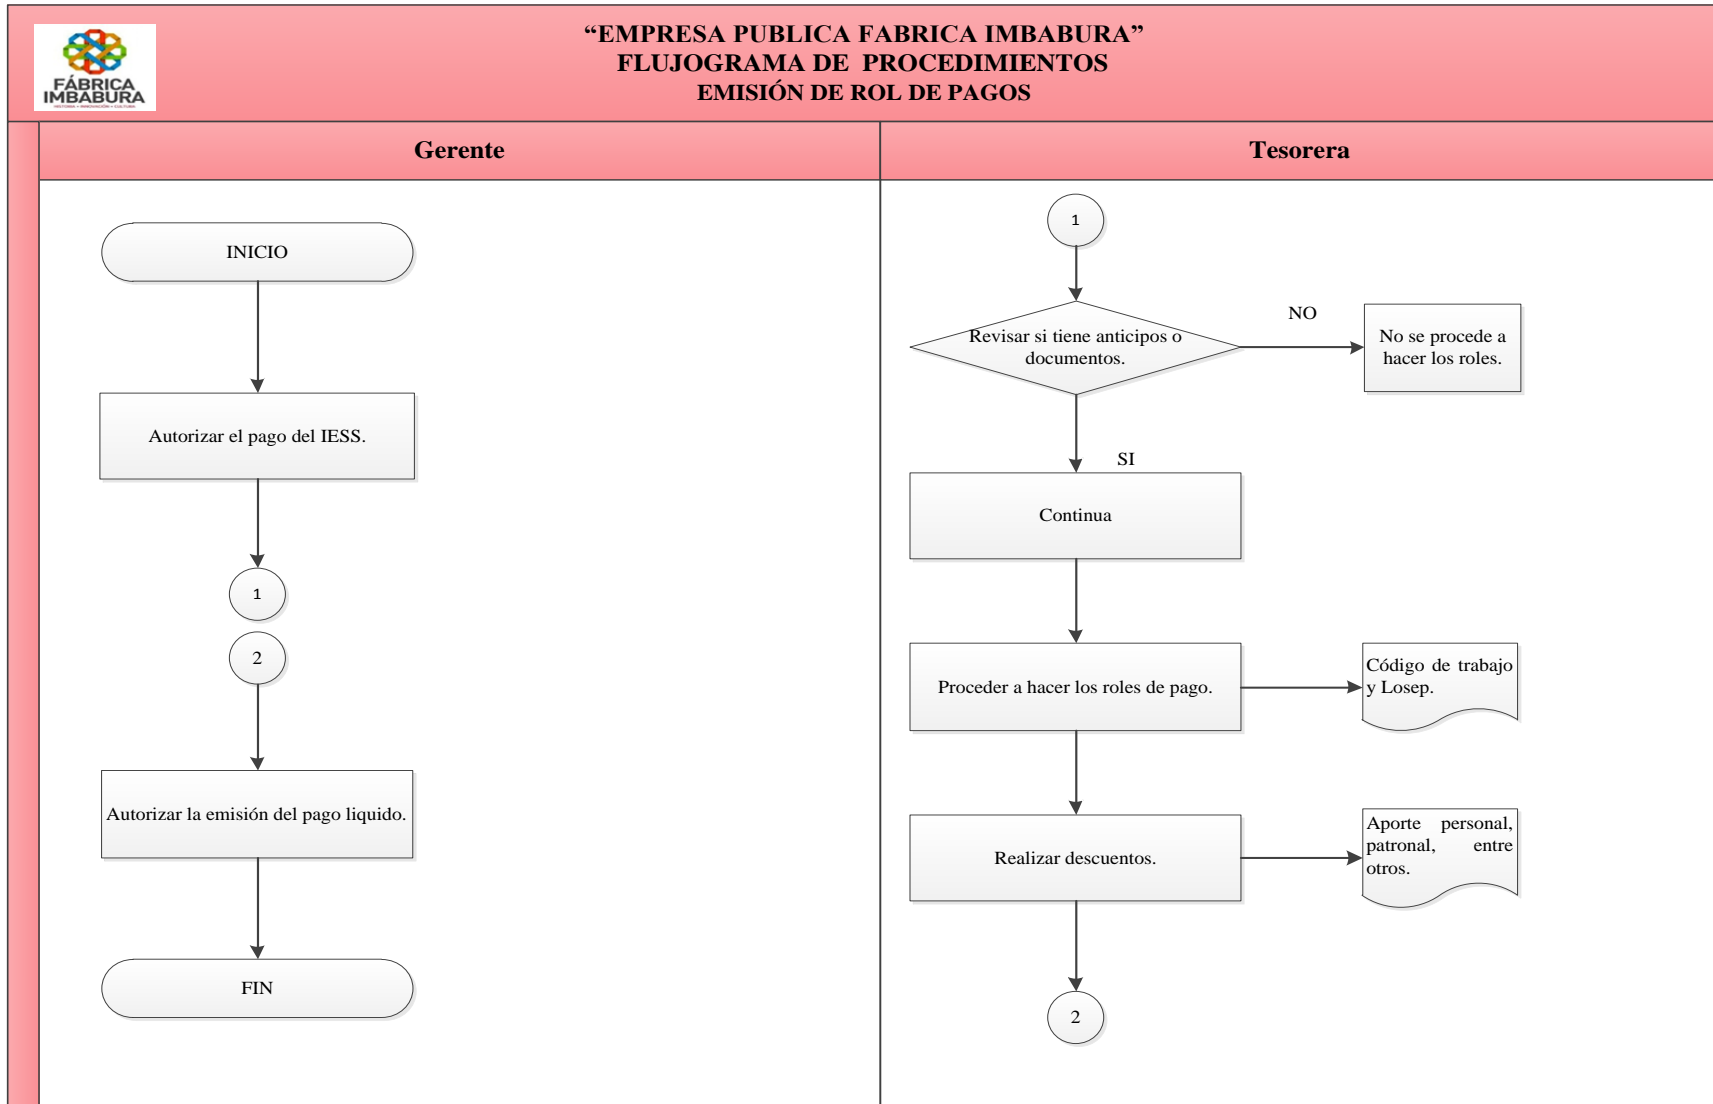 “EMPRESA PUBLICA FABRICA IMBABURA”
FLUJOGRAMA DE PROCEDIMIENTOS
EMISIÓN DE ROL DE PAGOS
FÁBRICA
IMBABURA
HISTORIA • INNOVACIÓN • CULTURA
Gerente
Tesorera
INICIO
Autorizar el pago del IESS.
1
2
Autorizar la emisión del pago liquido.
FIN
1
Revisar si tiene anticipos o
documentos.
NO
No se procede a
hacer los roles.
SI
Continua
Proceder a hacer los roles de pago.
Código de trabajo
y Losep.
Realizar descuentos.
Aporte personal,
patronal, entre
otros.
2